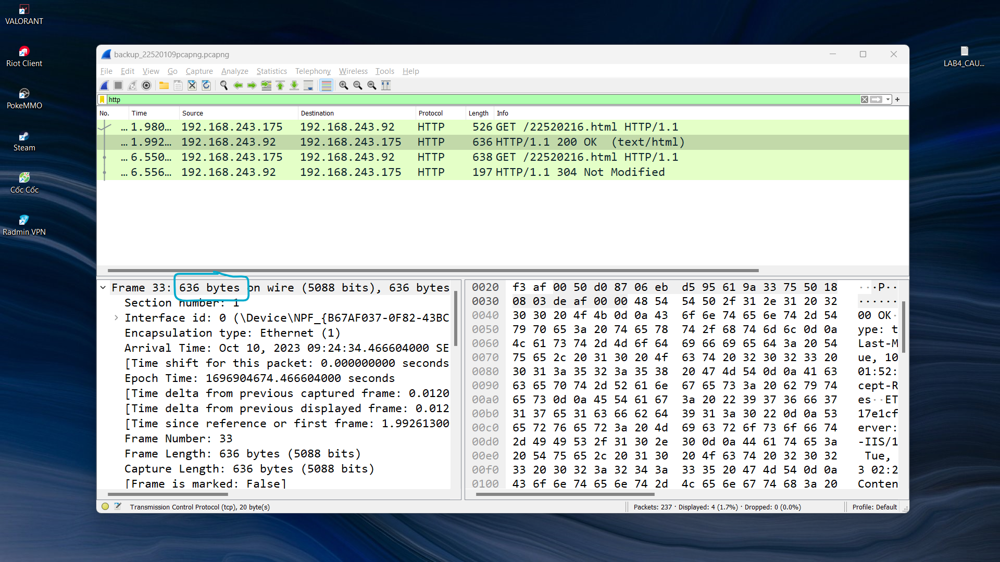 VALORANT
Riot Client
PokeMMO
Steam
Cốc Cốc
Radmin VPN
LAB4_CAU...
backup_22520109pcapng.pcapng
File Edit View Go Capture Analyze Statistics Telephony Wireless Tools Help
http
No. Time Source Destination Protocol Length Info
... 1.980... 192.168.243.175 192.168.243.92 HTTP 526 GET /22520216.html HTTP/1.1
... 1.992... 192.168.243.92 192.168.243.175 HTTP 636 HTTP/1.1 200 OK (text/html)
... 6.550... 192.168.243.175 192.168.243.92 HTTP 638 GET /22520216.html HTTP/1.1
... 6.556... 192.168.243.92 192.168.243.175 HTTP 197 HTTP/1.1 304 Not Modified
Frame 33: 636 bytes on wire (5088 bits), 636 bytes
Section number: 1
Interface id: 0 (\Device\NPF_{B67AF037-0F82-43BC
Encapsulation type: Ethernet (1)
Arrival Time: Oct 10, 2023 09:24:34.466604000 SE
[Time shift for this packet: 0.000000000 seconds
Epoch Time: 1696904674.466604000 seconds
[Time delta from previous captured frame: 0.0120
[Time delta from previous displayed frame: 0.012
[Time since reference or first frame: 1.99261300
Frame Number: 33
Frame Length: 636 bytes (5088 bits)
Capture Length: 636 bytes (5088 bits)
[Frame is marked: False]
0020 f3 af 00 50 d0 87 06 eb d5 95 61 9a 33 75 50 18 ···P··
0030 08 03 de af 00 00 48 54 54 50 2f 31 2e 31 20 32 ······
0040 30 30 20 4f 4b 0d 0a 43 6f 6e 74 65 6e 74 2d 54 00 OK·
0050 79 70 65 3a 20 74 65 78 74 2f 68 74 6d 6c 0d 0a ype: t
0060 4c 61 73 74 2d 4d 6f 64 69 66 69 65 64 3a 20 54 Last-M
0070 75 65 2c 20 31 30 20 4f 63 74 20 32 30 32 33 20 ue, 10
0080 30 31 3a 35 32 3a 35 38 20 47 4d 54 0d 0a 41 63 01:52:
0090 63 65 70 74 2d 52 61 6e 67 65 73 3a 20 62 79 74 cept-R
00a0 65 73 0d 0a 45 54 61 67 3a 20 22 39 37 36 66 37 es··ET
00b0 31 37 65 31 63 66 62 64 39 31 3a 30 22 0d 0a 53 17e1cf
00c0 65 72 76 65 72 3a 20 4d 69 63 72 6f 73 6f 66 74 erver:
00d0 2d 49 49 53 2f 31 30 2e 30 0d 0a 44 61 74 65 3a -IIS/1
00e0 20 54 75 65 2c 20 31 30 20 4f 63 74 20 32 30 32 Tue,
00f0 33 20 30 32 3a 32 34 3a 33 35 20 47 4d 54 0d 0a 3 02:2
0100 43 6f 6e 74 65 6e 74 2d 4c 65 6e 67 74 68 3a 20 Conten
Transmission Control Protocol (tcp), 20 byte(s)
Packets: 237 · Displayed: 4 (1.7%) · Dropped: 0 (0.0%)
Profile: Default